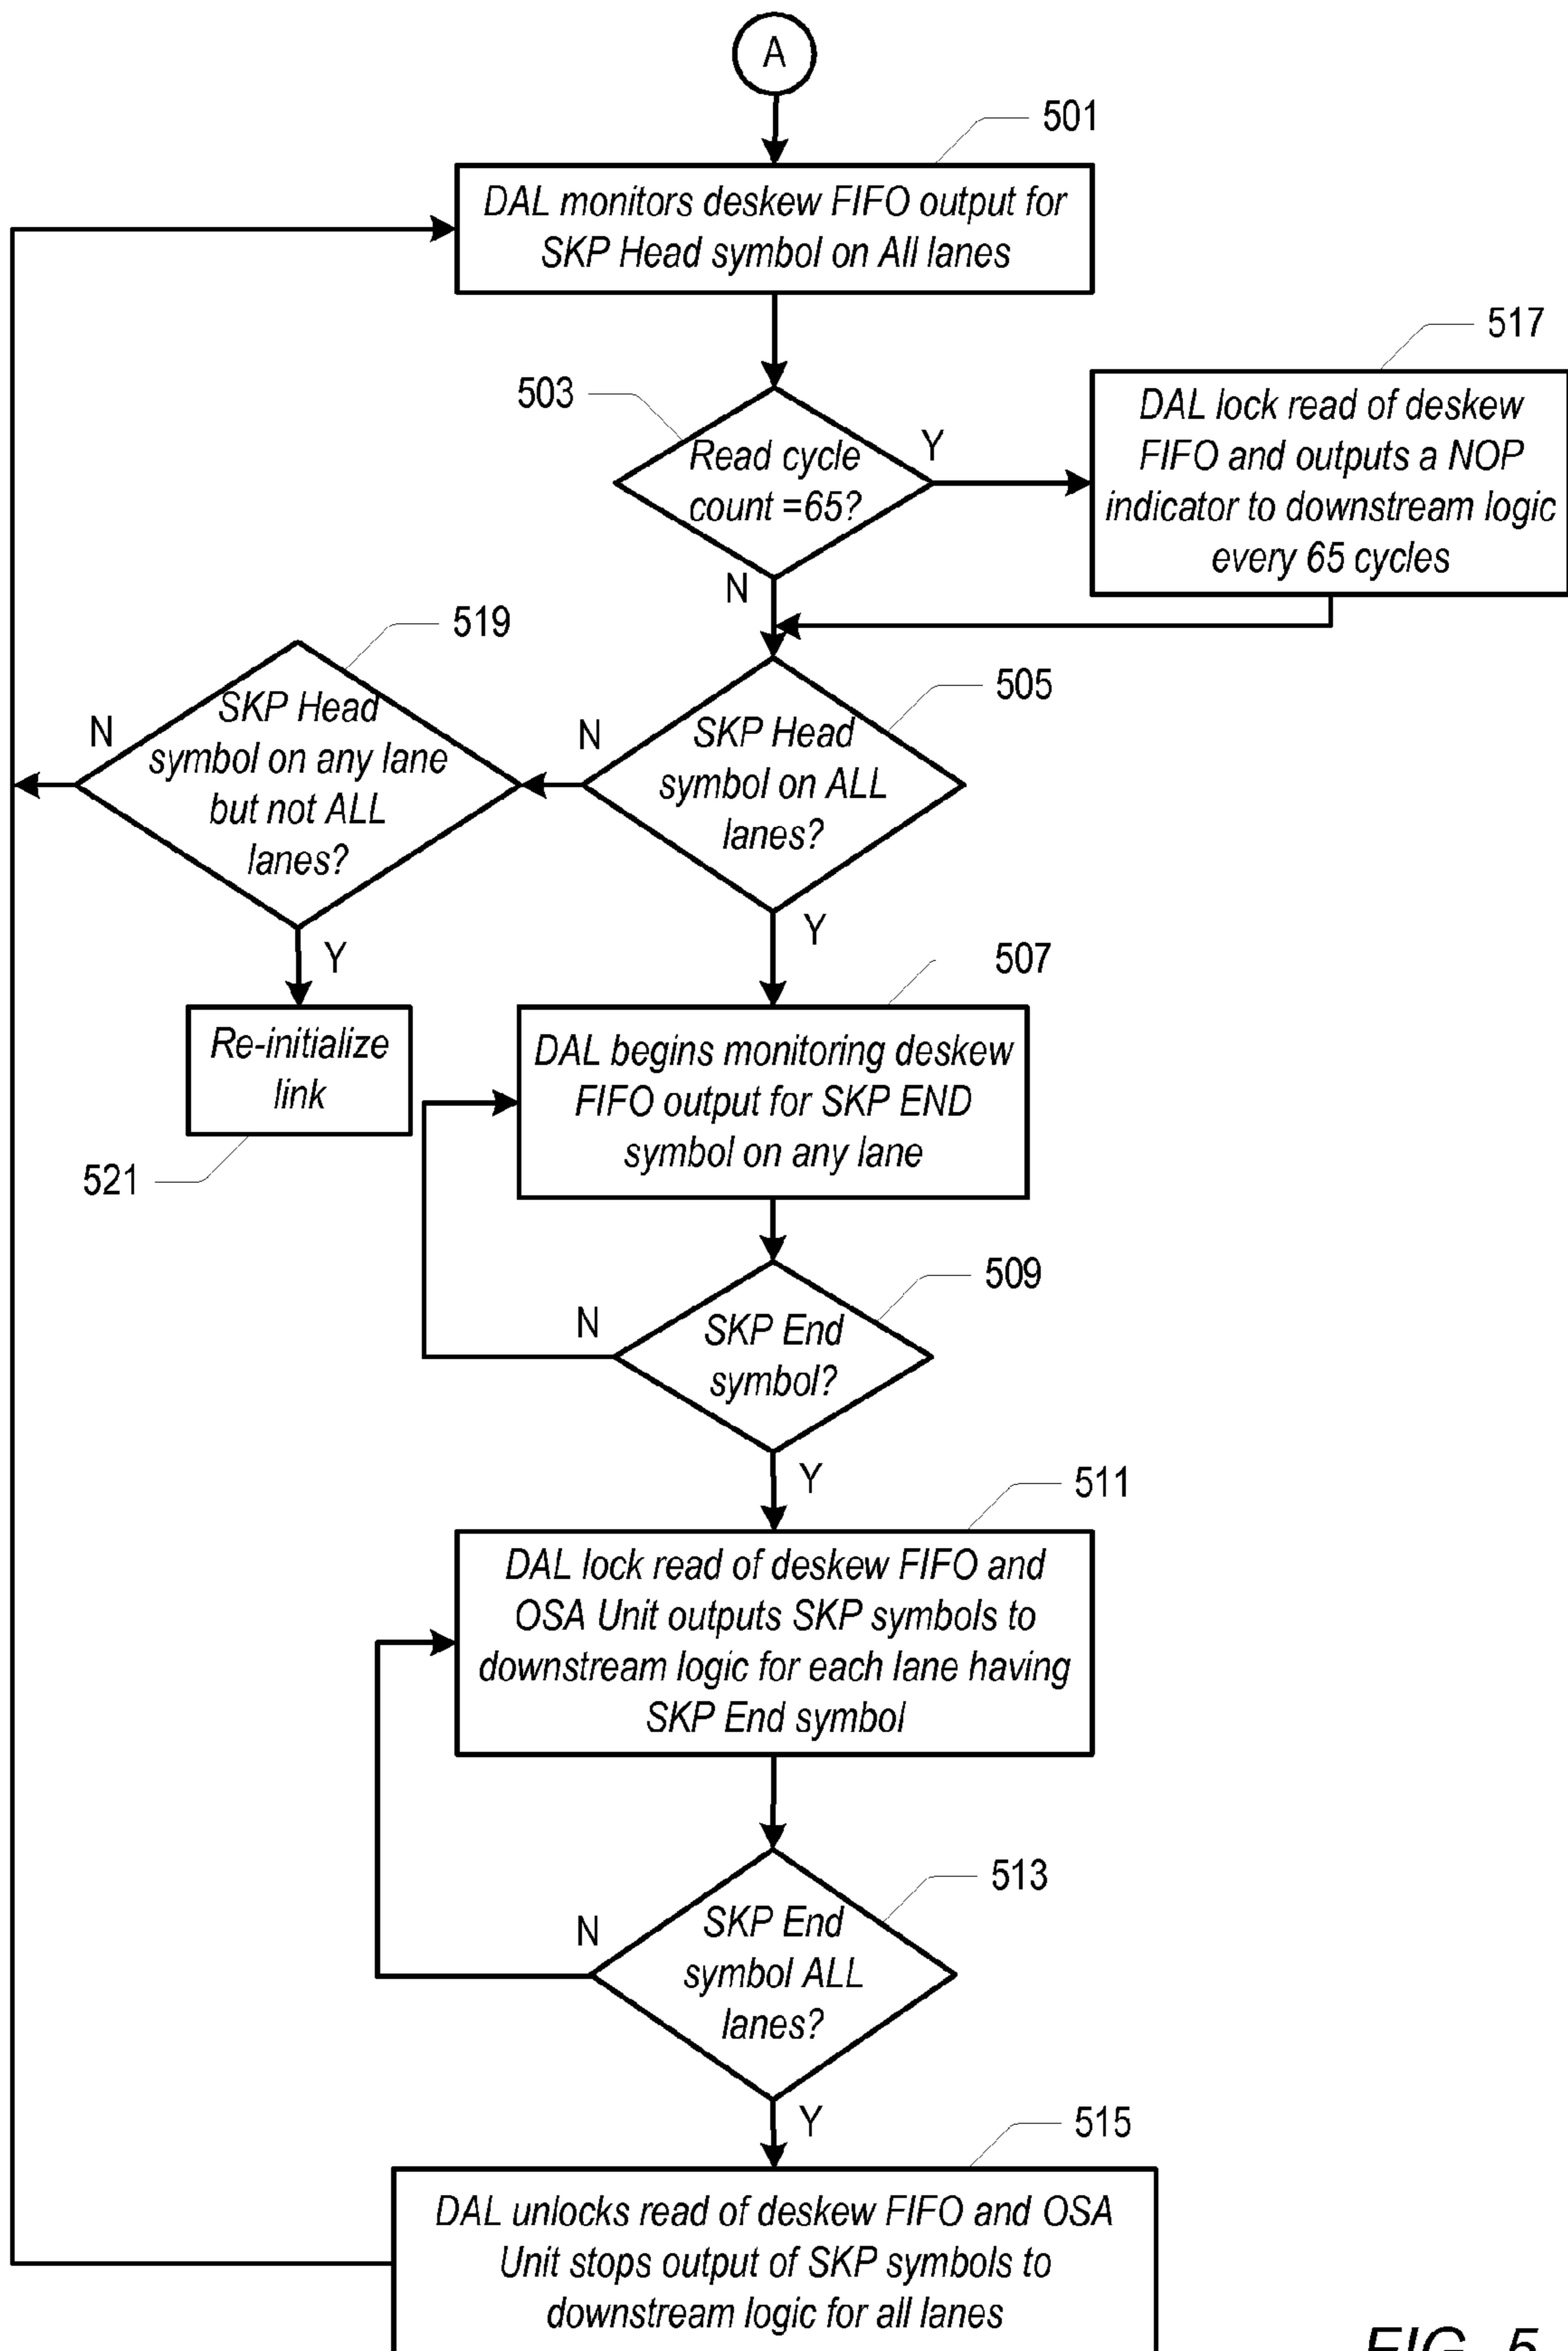 A
501
DAL monitors deskew FIFO output for
SKP Head symbol on All lanes
517
503
DAL lock read of deskew
FIFO and outputs a NOP
indicator to downstream logic
every 65 cycles
Y
Read cycle
count =65?
N
519
505
SKP Head
symbol on any lane
but not ALL
lanes?
N
N
SKP Head
symbol on ALL
lanes?
Y
Y
507
Re-initialize
link
521
DAL begins monitoring deskew
FIFO output for SKP END
symbol on any lane
509
N
SKP End
symbol?
Y
511
DAL lock read of deskew FIFO and
OSA Unit outputs SKP symbols to
downstream logic for each lane having
SKP End symbol
513
N
SKP End
symbol ALL
lanes?
Y
515
DAL unlocks read of deskew FIFO and OSA
Unit stops output of SKP symbols to
downstream logic for all lanes
FIG. 5